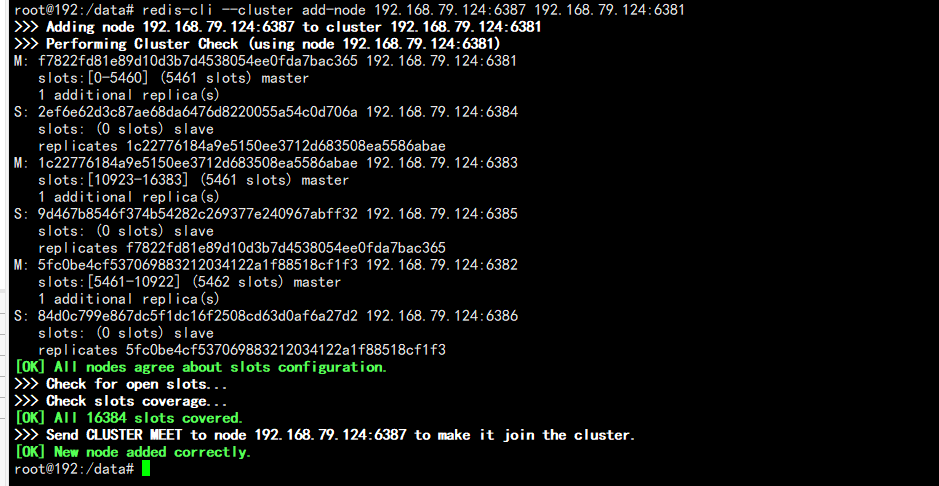 root@192:/data# redis-cli --cluster add-node 192.168.79.124:6387 192.168.79.124:6381
>>> Adding node 192.168.79.124:6387 to cluster 192.168.79.124:6381
>>> Performing Cluster Check (using node 192.168.79.124:6381)
M: f7822fd81e89d10d3b7d4538054ee0fda7bac365 192.168.79.124:6381
   slots:[0-5460] (5461 slots) master
   1 additional replica(s)
S: 2ef6e62d3c87ae68da6476d8220055a54c0d706a 192.168.79.124:6384
   slots: (0 slots) slave
   replicates 1c22776184a9e5150ee3712d683508ea5586abae
M: 1c22776184a9e5150ee3712d683508ea5586abae 192.168.79.124:6383
   slots:[10923-16383] (5461 slots) master
   1 additional replica(s)
S: 9d467b8546f374b54282c269377e240967abff32 192.168.79.124:6385
   slots: (0 slots) slave
   replicates f7822fd81e89d10d3b7d4538054ee0fda7bac365
M: 5fc0be4cf537069883212034122a1f88518cf1f3 192.168.79.124:6382
   slots:[5461-10922] (5462 slots) master
   1 additional replica(s)
S: 84d0c799e867dc5f1dc16f2508cd63d0af6a27d2 192.168.79.124:6386
   slots: (0 slots) slave
   replicates 5fc0be4cf537069883212034122a1f88518cf1f3
[OK] All nodes agree about slots configuration.
>>> Check for open slots...
>>> Check slots coverage...
[OK] All 16384 slots covered.
>>> Send CLUSTER MEET to node 192.168.79.124:6387 to make it join the cluster.
[OK] New node added correctly.
root@192:/data#